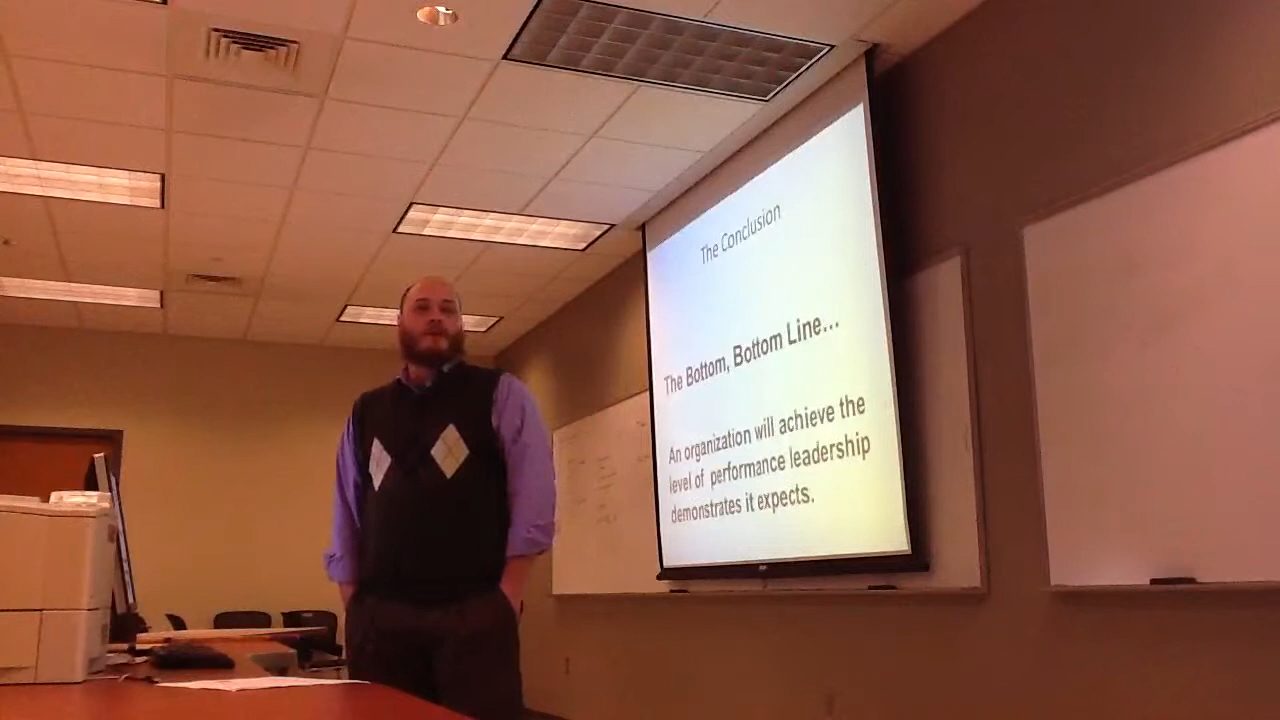 The Conclusion
The Bottom, Bottom Line...
An organization will achieve the
level of performance leadership
demonstrates it expects.